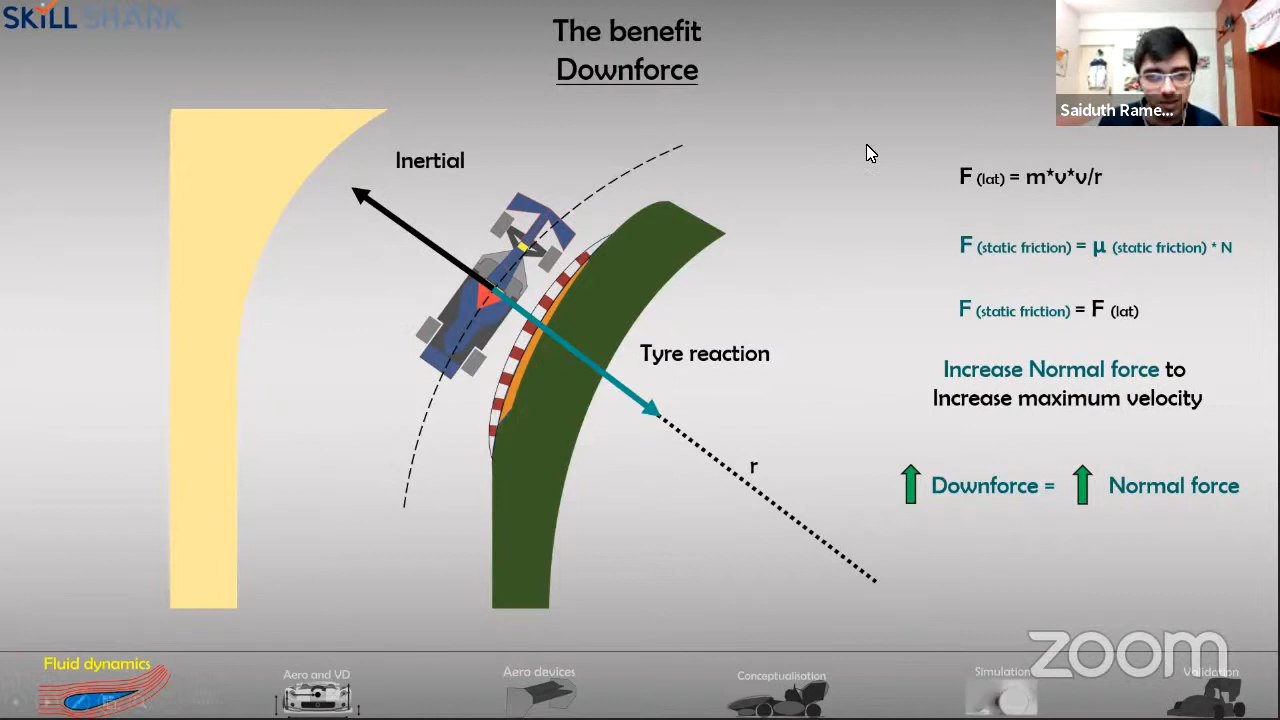 SKILL SHARK
The benefit
Downforce
Saiduth Rame...
Inertial
F (lat) = m*v*v/r
F (static friction) = μ (static friction) * N
F (static friction) = F (lat)
Tyre reaction
Increase Normal force to
Increase maximum velocity
r
Downforce = Normal force
zoom
Fluid dynamics
Aero and VD
Aero devices
Conceptualisation
Simulation
Validation